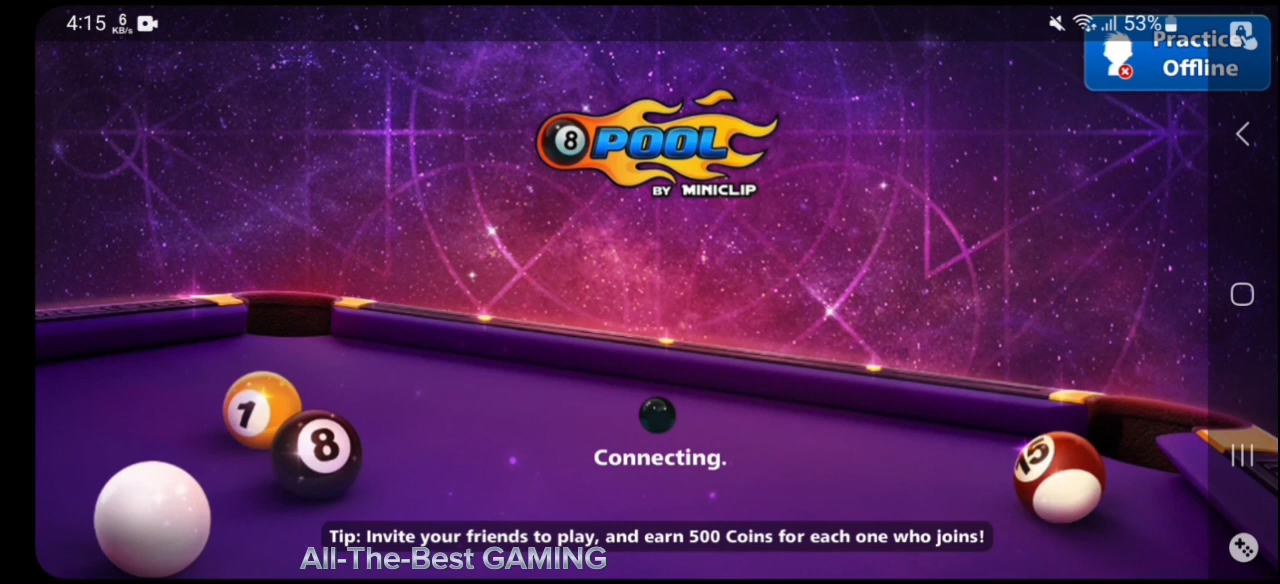 4:15 6 KB/s 53%
Practice
Offline
8 POOL
BY MINICLIP
1
8
15
Connecting.
Tip: Invite your friends to play, and earn 500 Coins for each one who joins!
All-The-Best GAMING